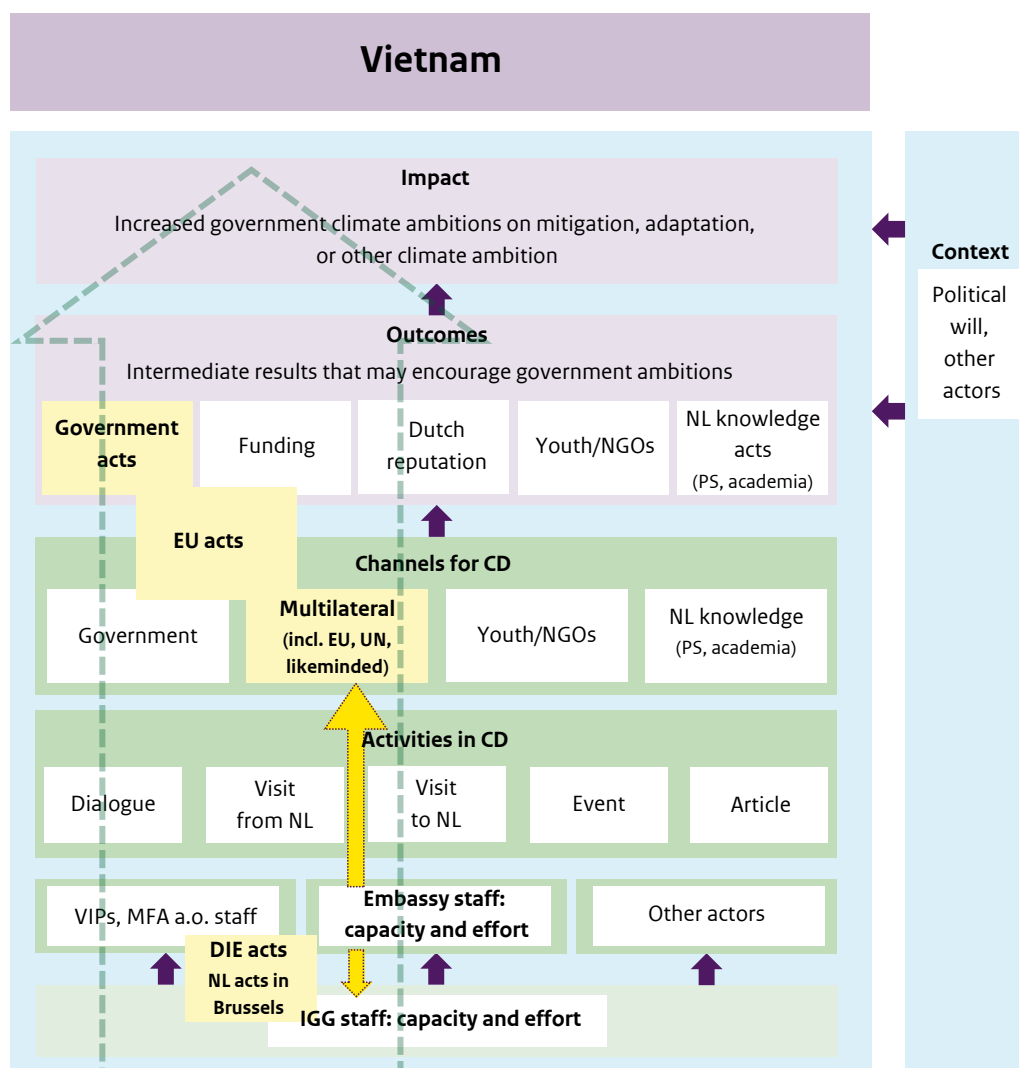 Vietnam
Impact
Increased government climate ambitions on mitigation, adaptation,
or other climate ambition
Context
Political
will,
other
actors
Outcomes
Intermediate results that may encourage government ambitions
Government
acts
Funding
Dutch
reputation
Youth/NGOs
NL knowledge
acts
(PS, academia)
EU acts
Channels for CD
Government
Multilateral
(incl. EU, UN,
likeminded)
Youth/NGOs
NL knowledge
(PS, academia)
Activities in CD
Dialogue
Visit
from NL
Visit
to NL
Event
Article
VIPs, MFA a.o. staff
Embassy staff:
capacity and effort
Other actors
DIE acts
NL acts in
Brussels
IGG staff: capacity and effort